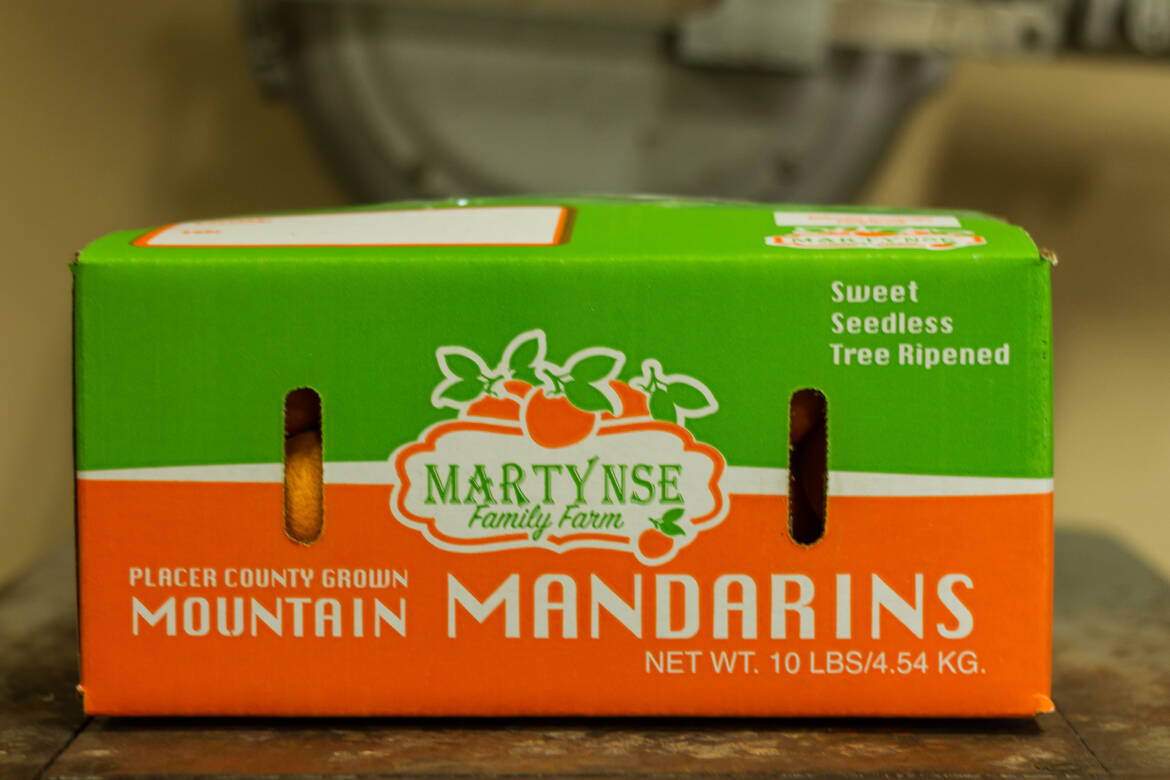 MARTYNSE
Sweet
Seedless
Tree Ripened
MARTYNSE
Family Farm
PLACER COUNTY GROWN
MOUNTAIN MANDARINS
NET WT. 10 LBS/4.54 KG.